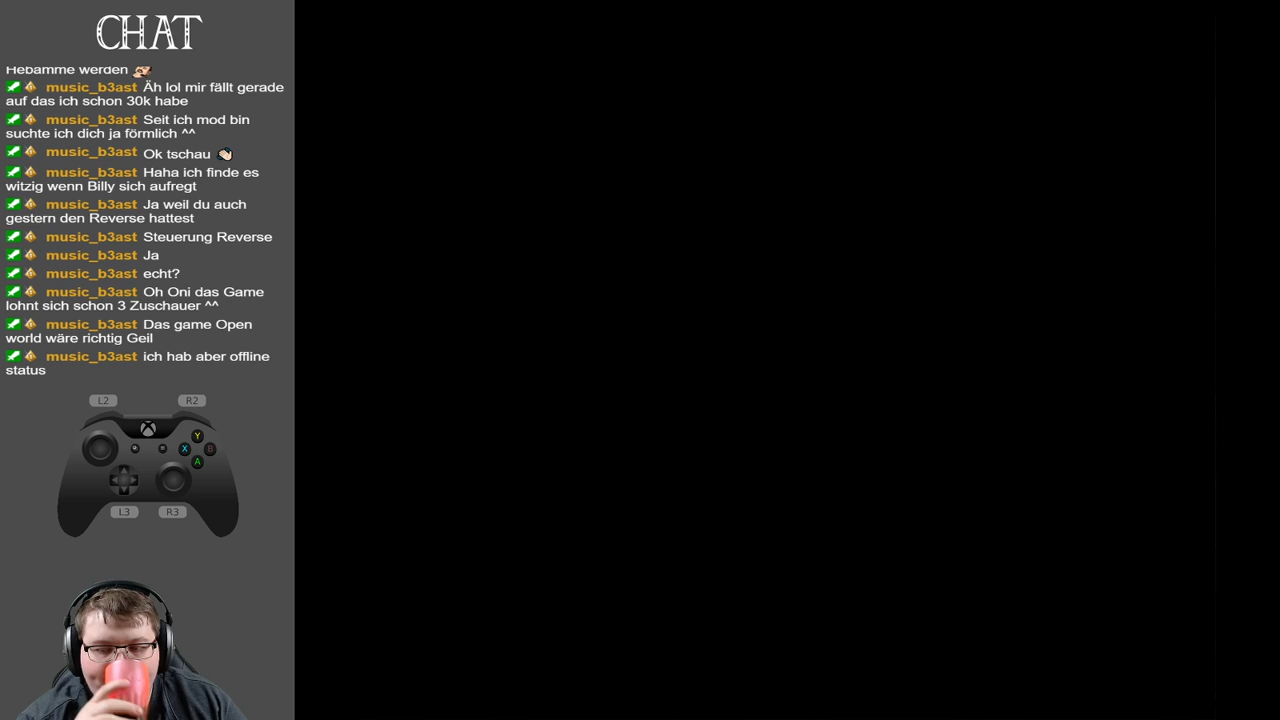 CHAT
Hebamme werden
music_b3ast Äh lol mir fällt gerade
auf das ich schon 30k habe
music_b3ast Seit ich mod bin
suchte ich dich ja förmlich ^^
music_b3ast Ok tschau
music_b3ast Haha ich finde es
witzig wenn Billy sich aufregt
music_b3ast Ja weil du auch
gestern den Reverse hattest
music_b3ast Steuerung Reverse
music_b3ast Ja
music_b3ast echt?
music_b3ast Oh Oni das Game
lohnt sich schon 3 Zuschauer ^^
music_b3ast Das game Open
world wäre richtig Geil
music_b3ast ich hab aber offline
status
L2 R2
Y
X B
A
L3 R3